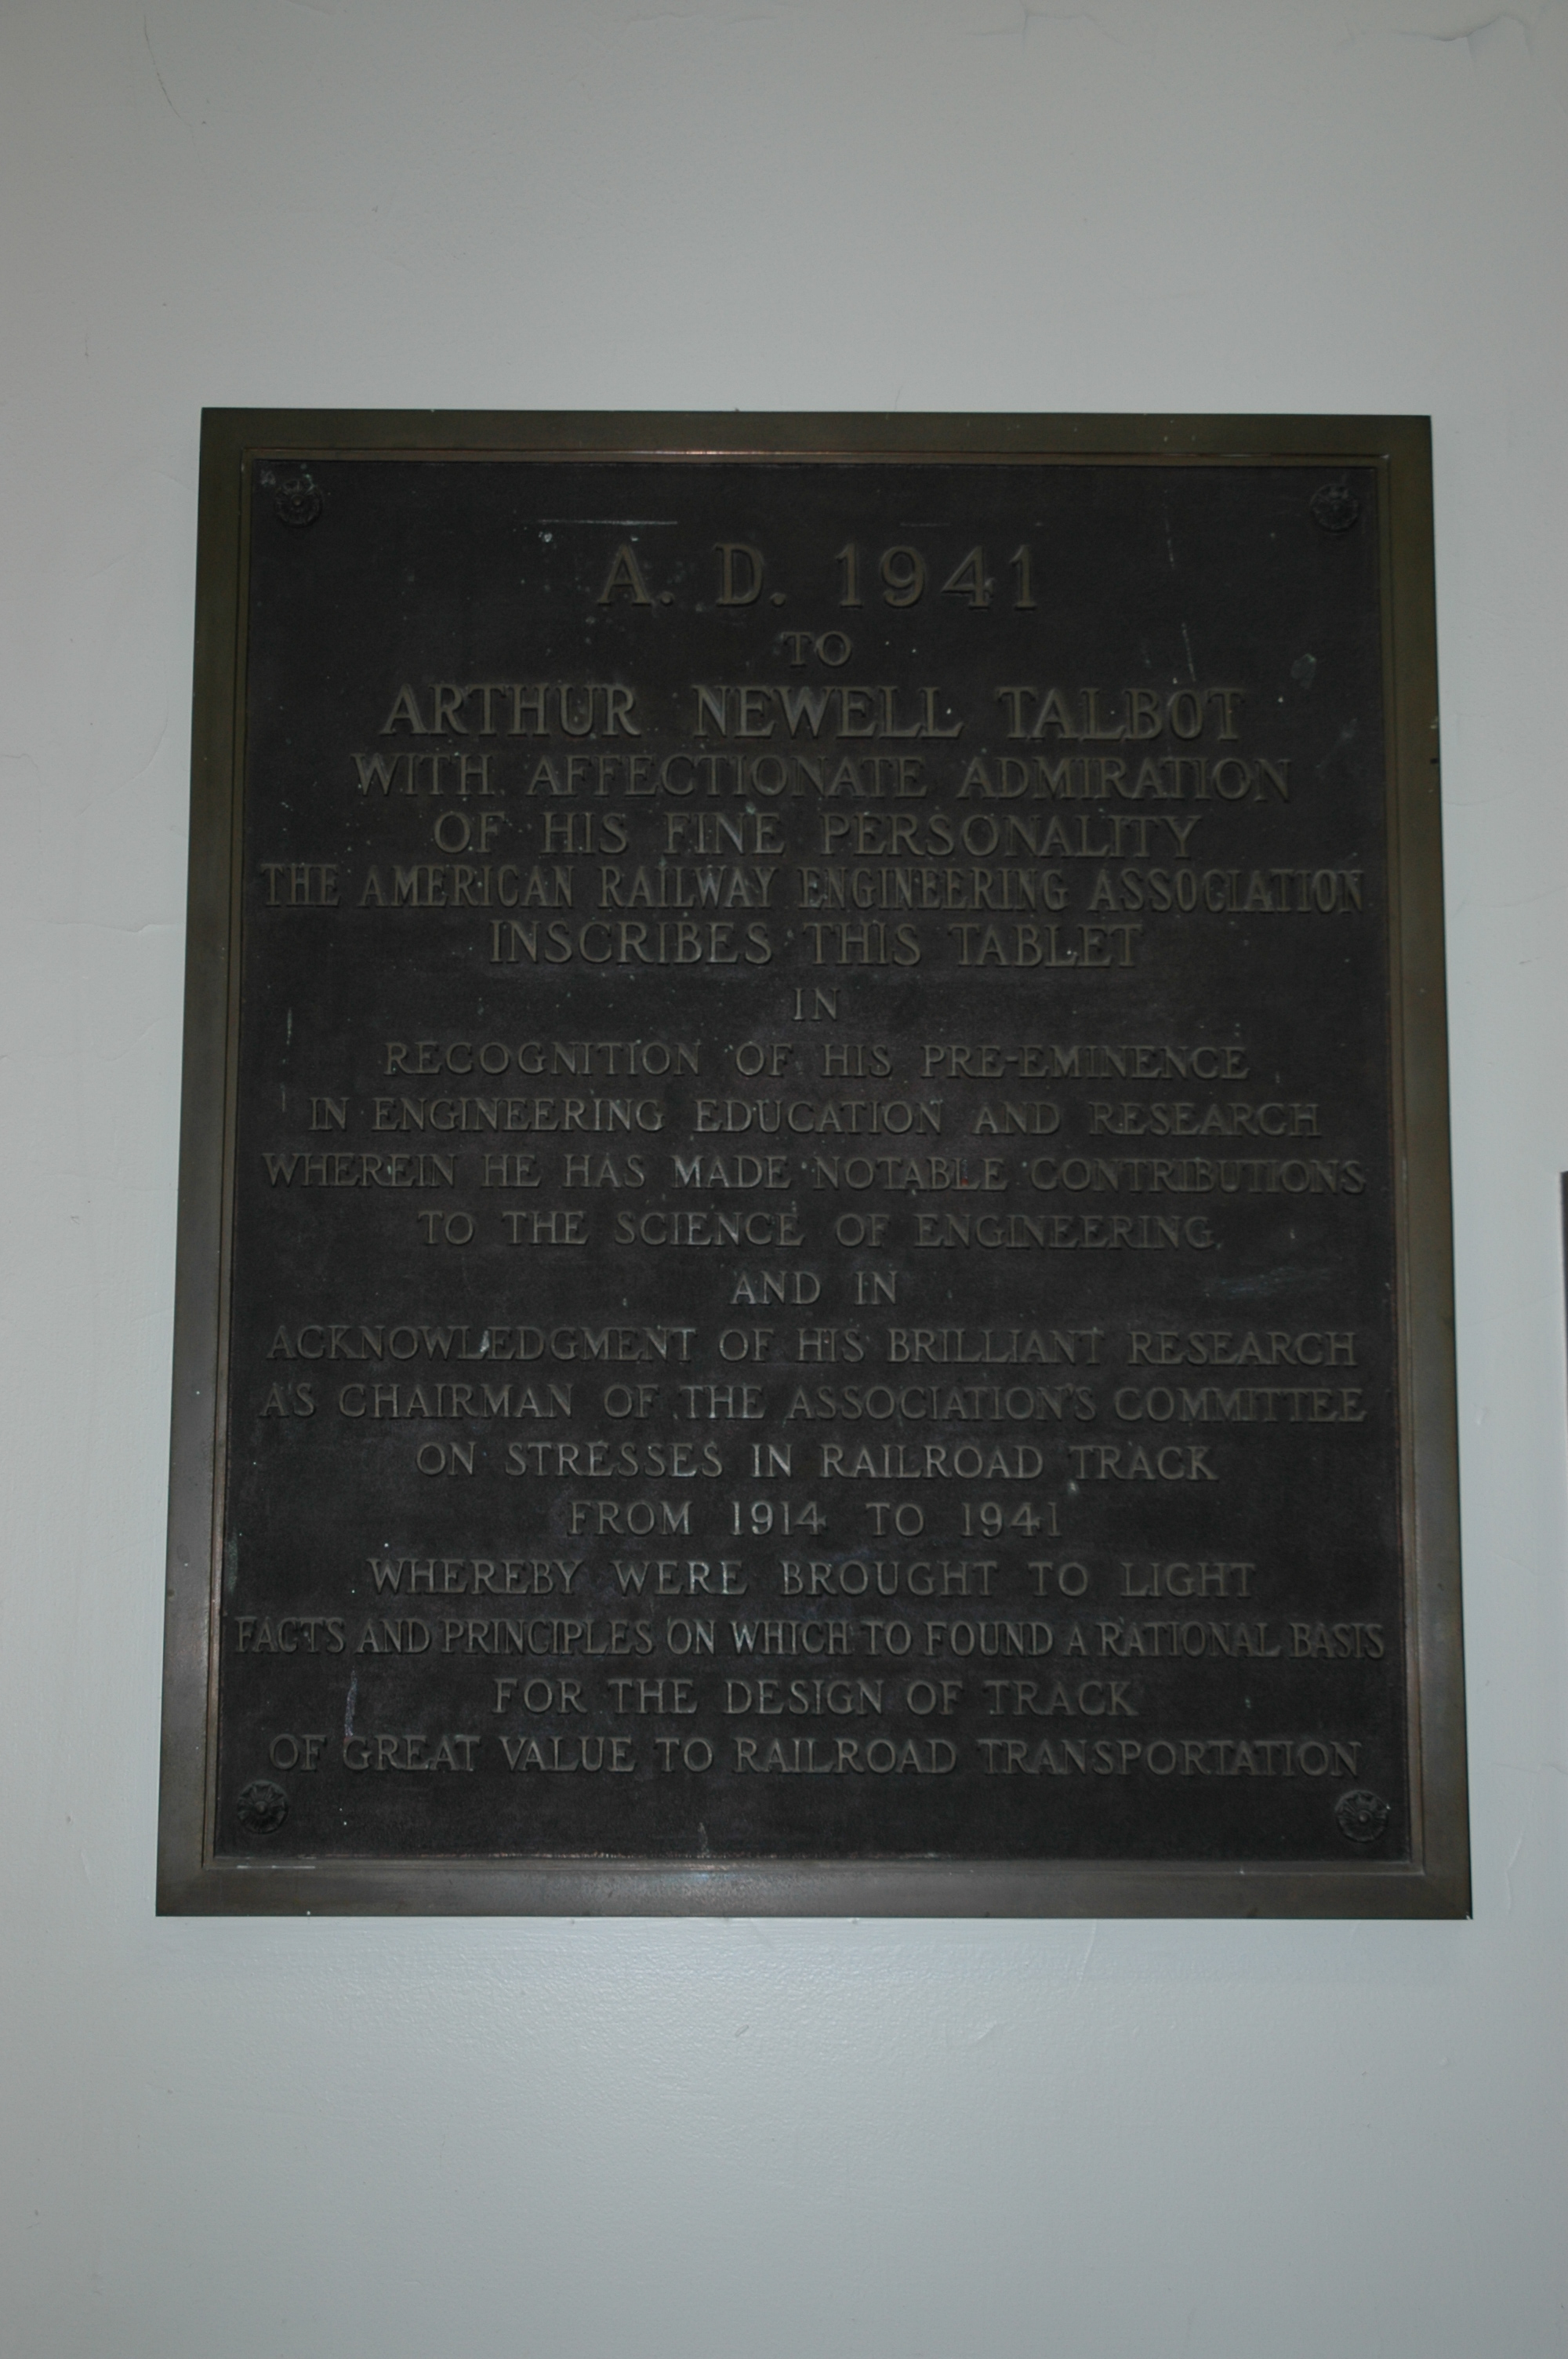 A. D. 1941
TO
ARTHUR NEWELL TALBOT
WITH AFFECTIONATE ADMIRATION
OF HIS FINE PERSONALITY
THE AMERICAN RAILWAY ENGINEERING ASSOCIATION
INSCRIBES THIS TABLET
IN
RECOGNITION OF HIS PRE-EMINENCE
IN ENGINEERING EDUCATION AND RESEARCH
WHEREIN HE HAS MADE NOTABLE CONTRIBUTIONS
TO THE SCIENCE OF ENGINEERING,
AND IN
ACKNOWLEDGMENT OF HIS BRILLIANT RESEARCH
AS CHAIRMAN OF THE ASSOCIATION'S COMMITTEE
ON STRESSES IN RAILROAD TRACK
FROM 1914 TO 1941
WHEREBY WERE BROUGHT TO LIGHT
FACTS AND PRINCIPLES ON WHICH TO FOUND A RATIONAL BASIS
FOR THE DESIGN OF TRACK
OF GREAT VALUE TO RAILROAD TRANSPORTATION